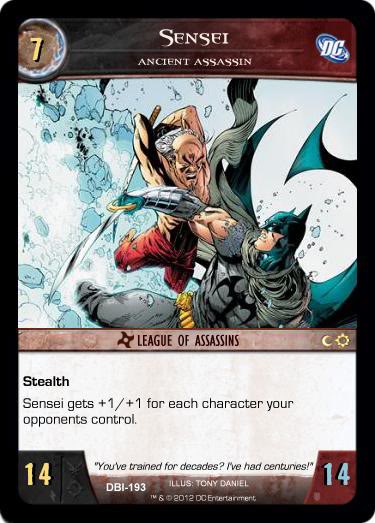 7
SENSEI
ANCIENT ASSASSIN
DC
LEAGUE OF ASSASSINS
Stealth
Sensei gets +1/+1 for each character your
opponents control.
14
"You've trained for decades? I've had centuries!"
DBI-193
ILLUS: TONY DANIEL
™ & © 2012 DC Entertainment
14